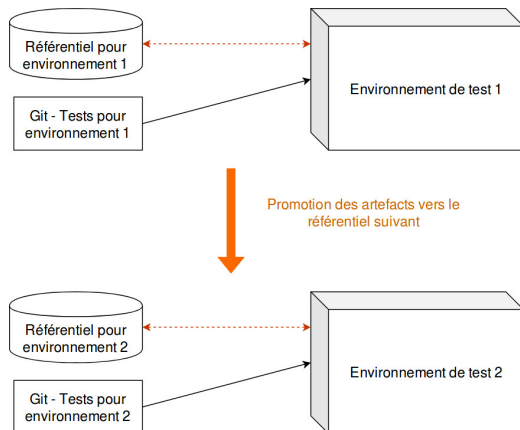 Référentiel pour
environnement 1
Environnement de test 1
Git - Tests pour
environnement 1
Promotion des artefacts vers le
référentiel suivant
Référentiel pour
environnement 2
Environnement de test 2
Git - Tests pour
environnement 2